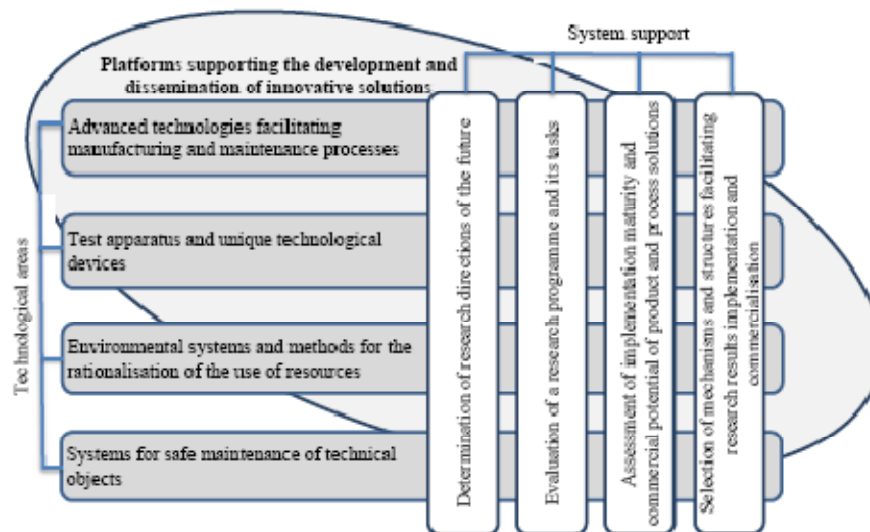 System support
Platforms supporting the development and
dissemination of innovative solutions
Advanced technologies facilitating
manufacturing and maintenance processes
Test apparatus and unique technological
devices
Environmental systems and methods for the
rationalisation of the use of resources
Systems for safe maintenance of technical
objects
Technological areas
Determination of research directions of the future
Evaluation of a research programme and its tasks
Assessment of implementation maturity and
commercial potential of product and process solutions
Selection of mechanisms and structures facilitating
research results implementation and
commercialisation